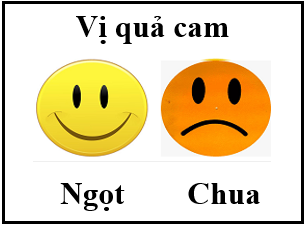 Vị quả cam
Ngọt Chua